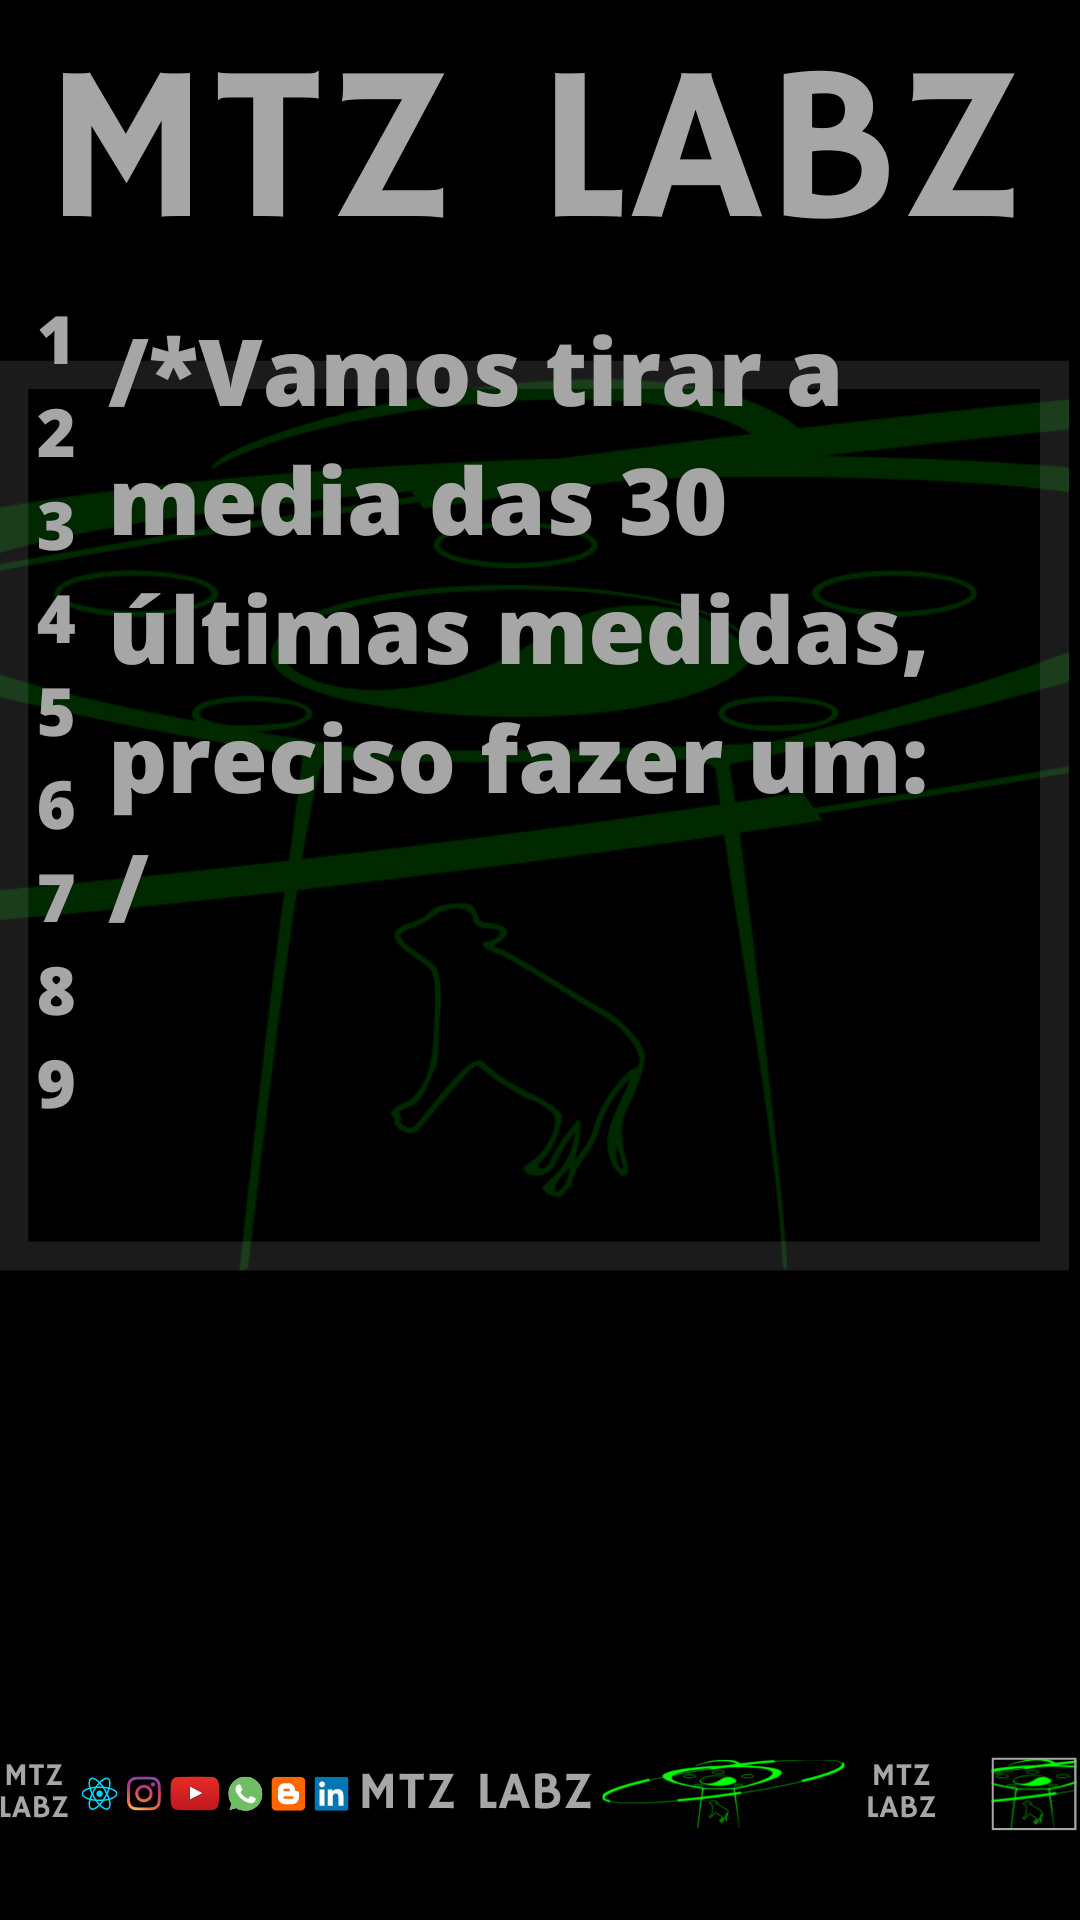 MTZ LABZ
1
2
3
4
5
6
7
8
9
/*Vamos tirar a
media das 30
últimas medidas,
preciso fazer um:
/
MTZ
LABZ
in
MTZ LABZ
MTZ
LABZ